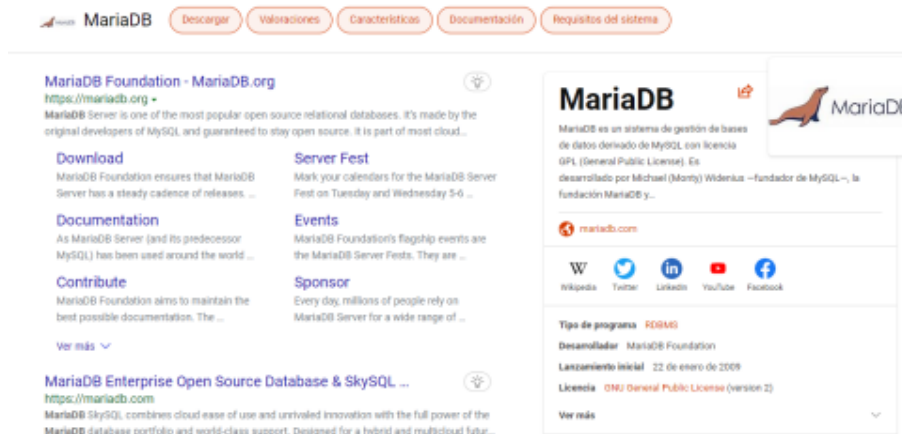 MariaDB
Descargar
Valoraciones
Características
Documentación
Requisitos del sistema
MariaDB Foundation - MariaDB.org
https://mariadb.org
MariaDB Server is one of the most popular open source relational databases. It's made by the
original developers of MySQL and guaranteed to stay open source. It is part of most cloud...
Download
MariaDB Foundation ensures that MariaDB
Server has a steady cadence of releases. ...
Server Fest
Mark your calendars for the MariaDB Server
Fest on Tuesday and Wednesday 5-6 ...
Documentation
As MariaDB Server (and its predecessor
MySQL) has been used around the world ...
Events
MariaDB Foundation's flagship events are
the MariaDB Server Fests. They are ...
Contribute
MariaDB Foundation aims to maintain the
best possible documentation. The ...
Sponsor
Every day, millions of people rely on
MariaDB Server for a wide range of ...
Ver más
MariaDB Enterprise Open Source Database & SkySQL ...
https://mariadb.com
MariaDB SkySQL combines cloud ease of use and unrivaled innovation with the full power of the
MariaDB database portfolio and world-class support. Designed for a hybrid and multicloud futur...
MariaDB
MariaDB
MariaDB es un sistema de gestión de bases
de datos derivado de MySQL con licencia
GPL (General Public License). Es
desarrollado por Michael (Monty) Widenius —fundador de MySQL—, la
fundación MariaDB y...
mariadb.com
Wikipedia
Twitter
LinkedIn
YouTube
Facebook
Tipo de programa RDBMS
Desarrollador MariaDB Foundation
Lanzamiento inicial 22 de enero de 2009
Licencia GNU General Public License (version 2)
Ver más